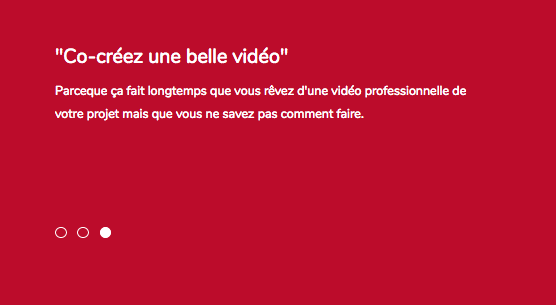 "Co-créez une belle vidéo"
Parceque ça fait longtemps que vous rêvez d'une vidéo professionnelle de
votre projet mais que vous ne savez pas comment faire.